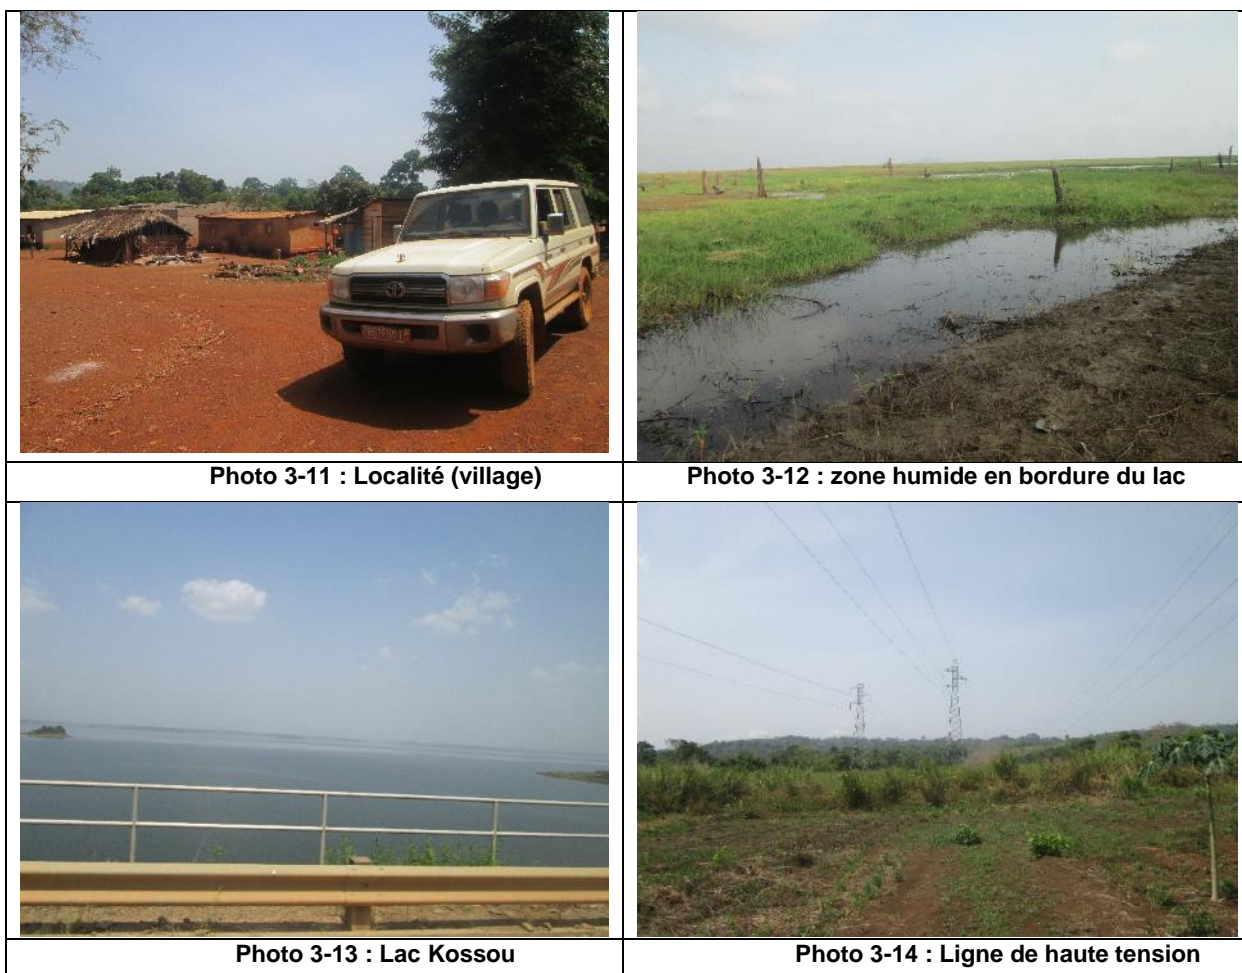 Photo 3-11 : Localité (village)
Photo 3-12 : zone humide en bordure du lac
Photo 3-13 : Lac Kossou
Photo 3-14 : Ligne de haute tension